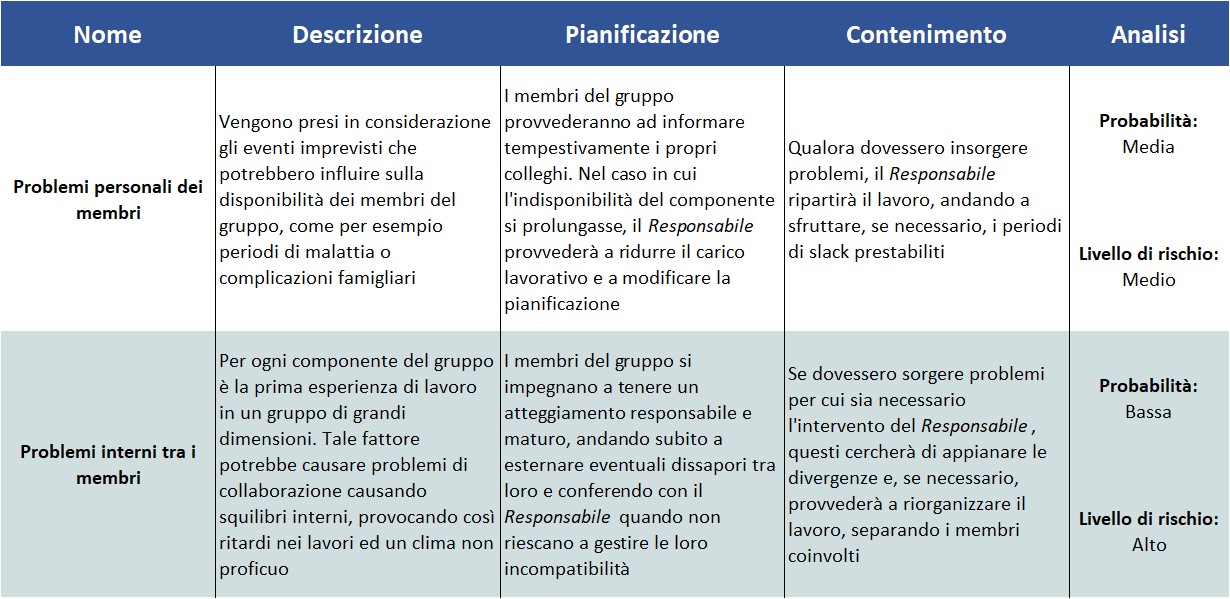 Nome
Descrizione
Pianificazione
Contenimento
Analisi
Problemi personali dei
membri
Vengono presi in considerazione
gli eventi imprevisti che
potrebbero influire sulla
disponibilità dei membri del
gruppo, come per esempio
periodi di malattia o
complicazioni famigliari
I membri del gruppo
provvederanno ad informare
tempestivamente i propri
colleghi. Nel caso in cui
l'indisponibilità del componente
si prolungasse, il Responsabile
provvederà a ridurre il carico
lavorativo e a modificare la
pianificazione
Qualora dovessero insorgere
problemi, il Responsabile
ripartirà il lavoro, andando a
sfruttare, se necessario, i periodi
di slack prestabiliti
Probabilità:
Media
Livello di rischio:
Medio
Problemi interni tra i
membri
Per ogni componente del gruppo
è la prima esperienza di lavoro
in un gruppo di grandi
dimensioni. Tale fattore
potrebbe causare problemi di
collaborazione causando
squilibri interni, provocando così
ritardi nei lavori ed un clima non
proficuo
I membri del gruppo si
impegnano a tenere un
atteggiamento responsabile e
maturo, andando subito a
esternare eventuali dissapori tra
loro e conferendo con il
Responsabile quando non
riescano a gestire le loro
incompatibilità
Se dovessero sorgere problemi
per cui sia necessario
l'intervento del Responsabile ,
questi cercherà di appianare le
divergenze e, se necessario,
provvederà a riorganizzare il
lavoro, separando i membri
coinvolti
Probabilità:
Bassa
Livello di rischio:
Alto